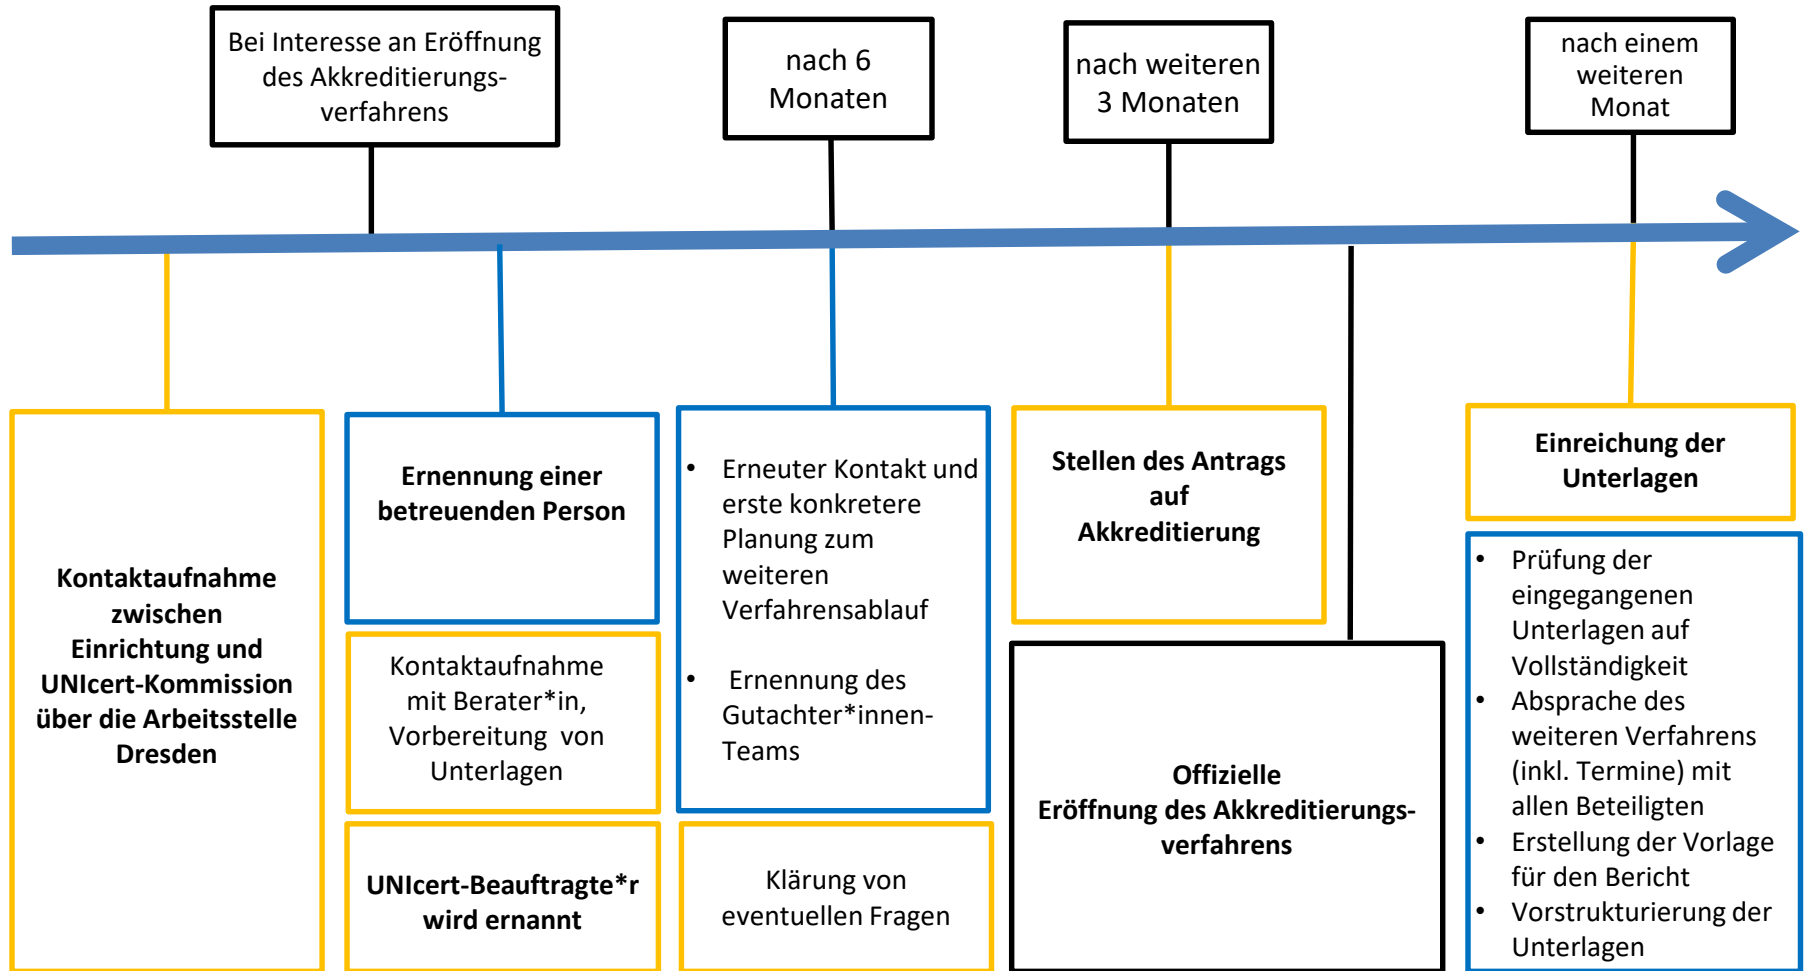 Bei Interesse an Eröffnung
des Akkreditierungs-
verfahrens
nach 6
Monaten
nach weiteren
3 Monaten
nach einem
weiteren
Monat
Kontaktaufnahme
zwischen
Einrichtung und
UNIcert-Kommission
über die Arbeitsstelle
Dresden
Ernennung einer
betreuenden Person
Kontaktaufnahme
mit Berater*in,
Vorbereitung von
Unterlagen
UNIcert-Beauftragte*r
wird ernannt
• Erneuter Kontakt und
erste konkretere
Planung zum
weiteren
Verfahrensablauf
• Ernennung des
Gutachter*innen-
Teams
Klärung von
eventuellen Fragen
Stellen des Antrags
auf
Akkreditierung
Offizielle
Eröffnung des Akkreditierungs-
verfahrens
Einreichung der
Unterlagen
• Prüfung der
eingegangenen
Unterlagen auf
Vollständigkeit
• Absprache des
weiteren Verfahrens
(inkl. Termine) mit
allen Beteiligten
• Erstellung der Vorlage
für den Bericht
• Vorstrukturierung der
Unterlagen